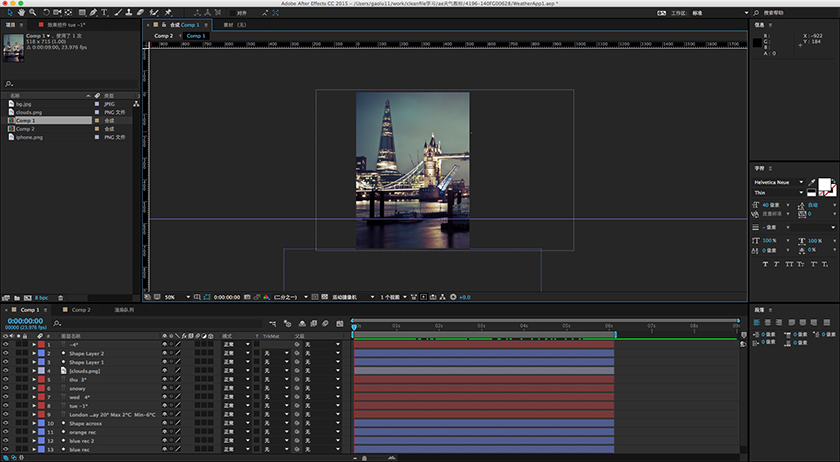 Adobe After Effects CC 2015 - /Users/gaolu11/work/cleanfile学习/ae天气教程/4196-140FG00628/WeatherApp1.aep *
对齐
工作区: 标准
搜索帮助
项目
效果控件 tue -1°
Comp 1 ▼, 使用了 1 次
518 x 715 (1.00)
Δ 0:00:09:00, 23.976 fps
名称 类型
bg.jpg JPEG
clouds.png PNG 文件
Comp 1 合成
Comp 2 合成
iphone.png PNG 文件
8 bpc
合成 Comp 1
素材 (无)
Comp 2 Comp 1
50%
0:00:00:00
(二分之一)
活动摄像机
1 个视图
+0.0
信息
R :
G :
B :
A : 0
X : -922
Y : 184
字符
Helvetica Neue
Thin
40 像素
自动
度量标准
0
- 像素
100 %
100 %
0 像素
0 %
段落
0 像素
0 像素
0 像素
0 像素
0 像素
Comp 1
Comp 2
渲染队列
0:00:00:00
00000 (23.976 fps)
图层名称
模式
T TrkMat
父级
01s 02s 03s 04s 05s 06s 07s 08s 09s
1 -4° 正常 无
2 Shape Layer 2 正常 无 无
3 Shape Layer 1 正常 无 无
4 [clouds.png] 正常 无 无
5 thu 3° 正常 无 无
6 snowy 正常 无 无
7 wed 4° 正常 无 无
8 tue -1° 正常 无 无
9 London ...ay 20° Max 2°C Min-6°C 正常 无 无
10 Shape across 正常 无 无
11 orange rec 正常 无 无
12 blue rec 2 正常 无 无
13 blue rec 正常 无 无